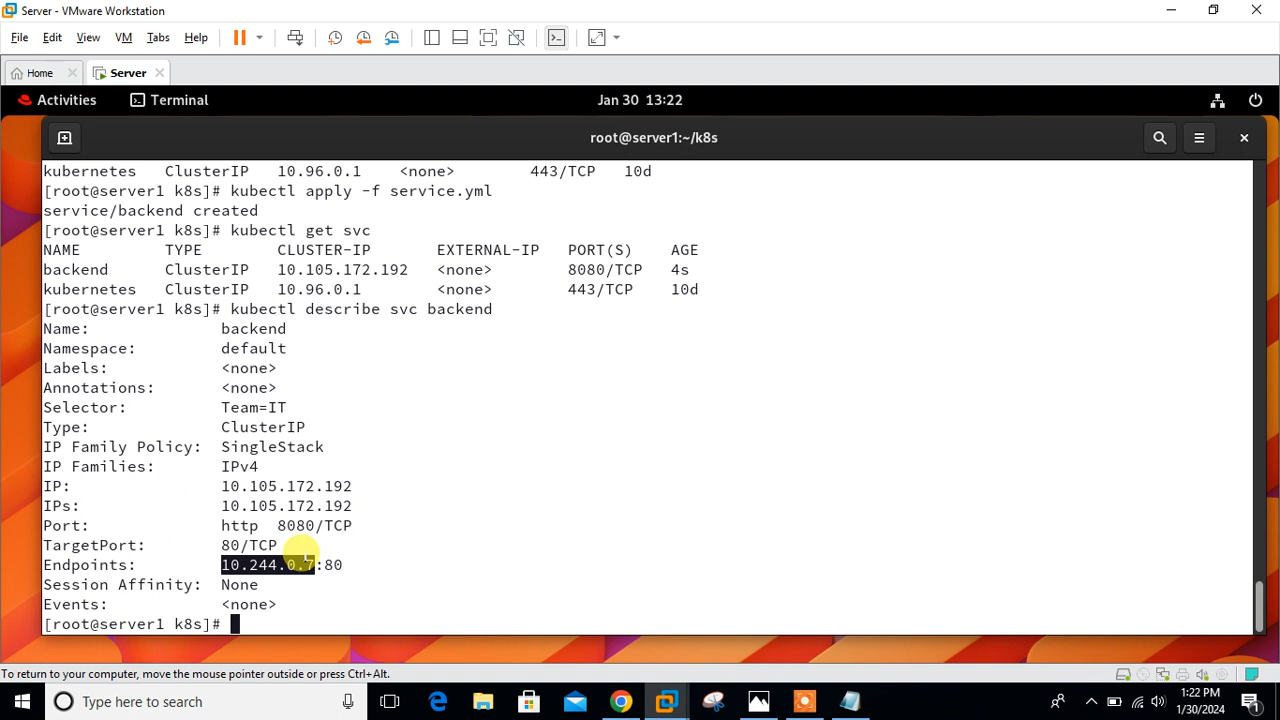 Server - VMware Workstation
File Edit View VM Tabs Help
Home Server
Activities Terminal Jan 30 13:22
root@server1:~/k8s
kubernetes ClusterIP 10.96.0.1 <none> 443/TCP 10d
[root@server1 k8s]# kubectl apply -f service.yml
service/backend created
[root@server1 k8s]# kubectl get svc
NAME TYPE CLUSTER-IP EXTERNAL-IP PORT(S) AGE
backend ClusterIP 10.105.172.192 <none> 8080/TCP 4s
kubernetes ClusterIP 10.96.0.1 <none> 443/TCP 10d
[root@server1 k8s]# kubectl describe svc backend
Name: backend
Namespace: default
Labels: <none>
Annotations: <none>
Selector: Team=IT
Type: ClusterIP
IP Family Policy: SingleStack
IP Families: IPv4
IP: 10.105.172.192
IPs: 10.105.172.192
Port: http 8080/TCP
TargetPort: 80/TCP
Endpoints: 10.244.0.7:80
Session Affinity: None
Events: <none>
[root@server1 k8s]#
To return to your computer, move the mouse pointer outside or press Ctrl+Alt.
Type here to search
1:22 PM
1/30/2024
1